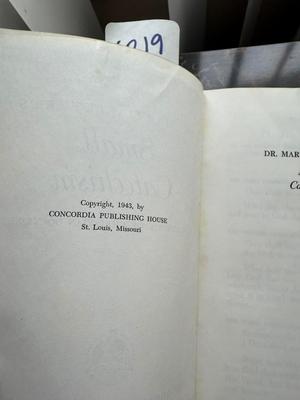 Copyright, 1943, by
CONCORDIA PUBLISHING HOUSE
St. Louis, Missouri
DR. MAR